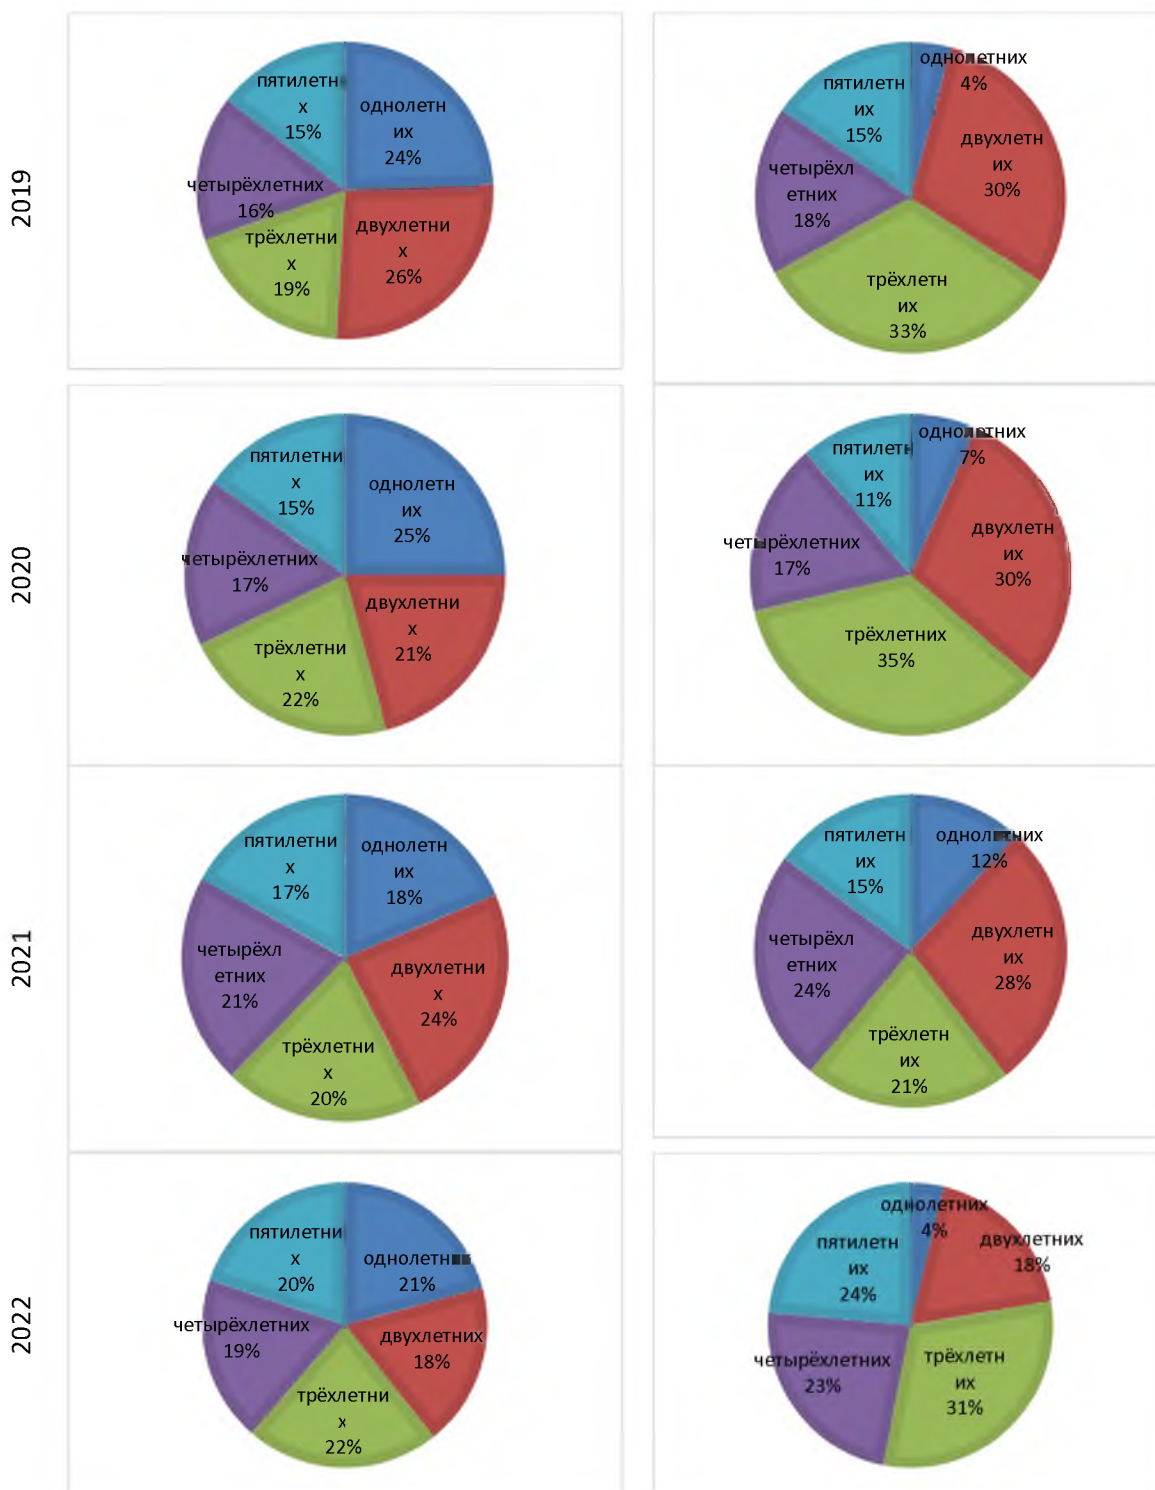 2019
пятилетн
х
15%
однолетн
их
24%
четырёхлетних
16%
двухлетни
х
26%
трёхлетни
х
19%
однолетних
4%
пятилетн
их
15%
двухлетн
их
30%
четырёхл
етних
18%
трёхлетн
их
33%
2020
пятилетни
х
15%
однолетн
их
25%
четырёхлетних
17%
двухлетни
х
21%
трёхлетни
х
22%
однолетних
7%
пятилетн
их
11%
двухлетн
их
30%
четырёхлетних
17%
трёхлетних
35%
2021
пятилетни
х
17%
однолетн
их
18%
четырёхл
етних
21%
двухлетни
х
24%
трёхлетни
х
20%
однолетних
12%
пятилетн
их
15%
двухлетн
их
28%
четырёхл
етних
24%
трёхлетн
их
21%
2022
пятилетни
х
20%
однолетн
21%
четырёхлетних
19%
двухлетних
18%
трёхлетни
х
22%
однолетних
4%
двухлетних
18%
пятилетн
их
24%
четырёхлетних
23%
трёхлетн
их
31%